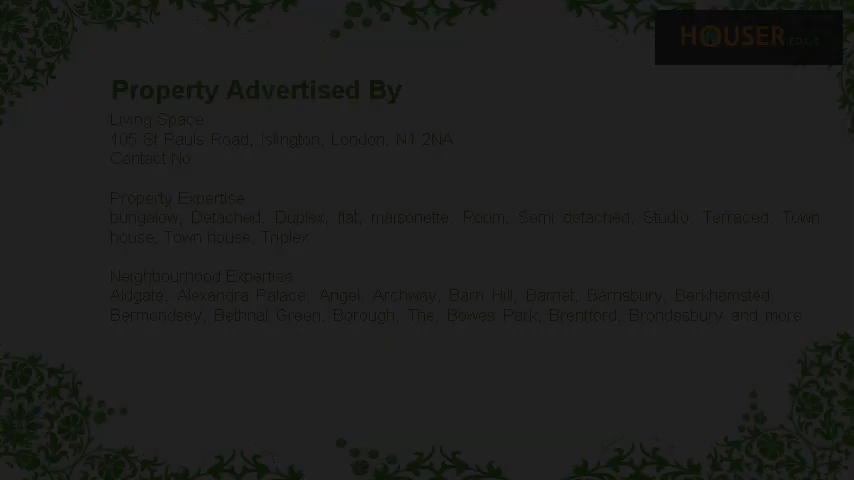 HOUSER.co.uk
Property Advertised By
Living Space
105 St Pauls Road, Islington, London, N1 2NA
Contact No
Property Expertise
bungalow, Detached, Duplex, flat, maisonette, Room, Semi detached, Studio, Terraced, Town
house, Town house, Triplex
Neighbourhood Expertise
Aldgate, Alexandra Palace, Angel, Archway, Barn Hill, Barnet, Barnsbury, Berkhamsted,
Bermondsey, Bethnal Green, Borough, The, Bowes Park, Brentford, Brondesbury and more